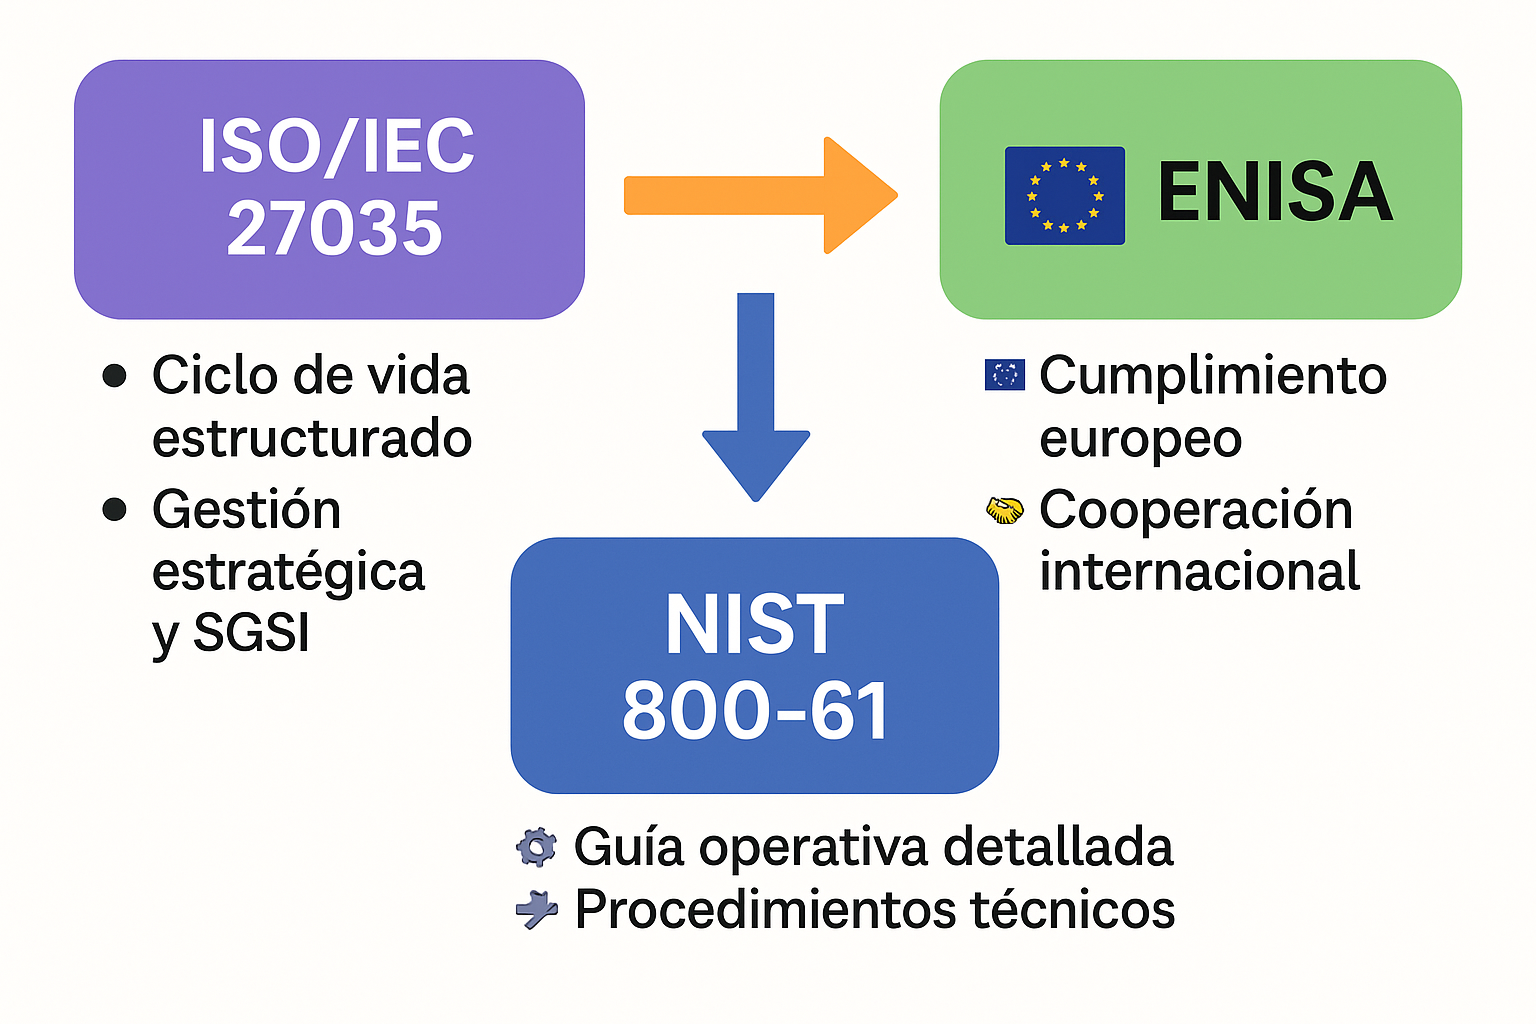 ISO/IEC
27035
ENISA
• Ciclo de vida
estructurado
• Gestión
estratégica
y SGSI
Cumplimiento
europeo
Cooperación
internacional
NIST
800-61
Guía operativa detallada
Procedimientos técnicos